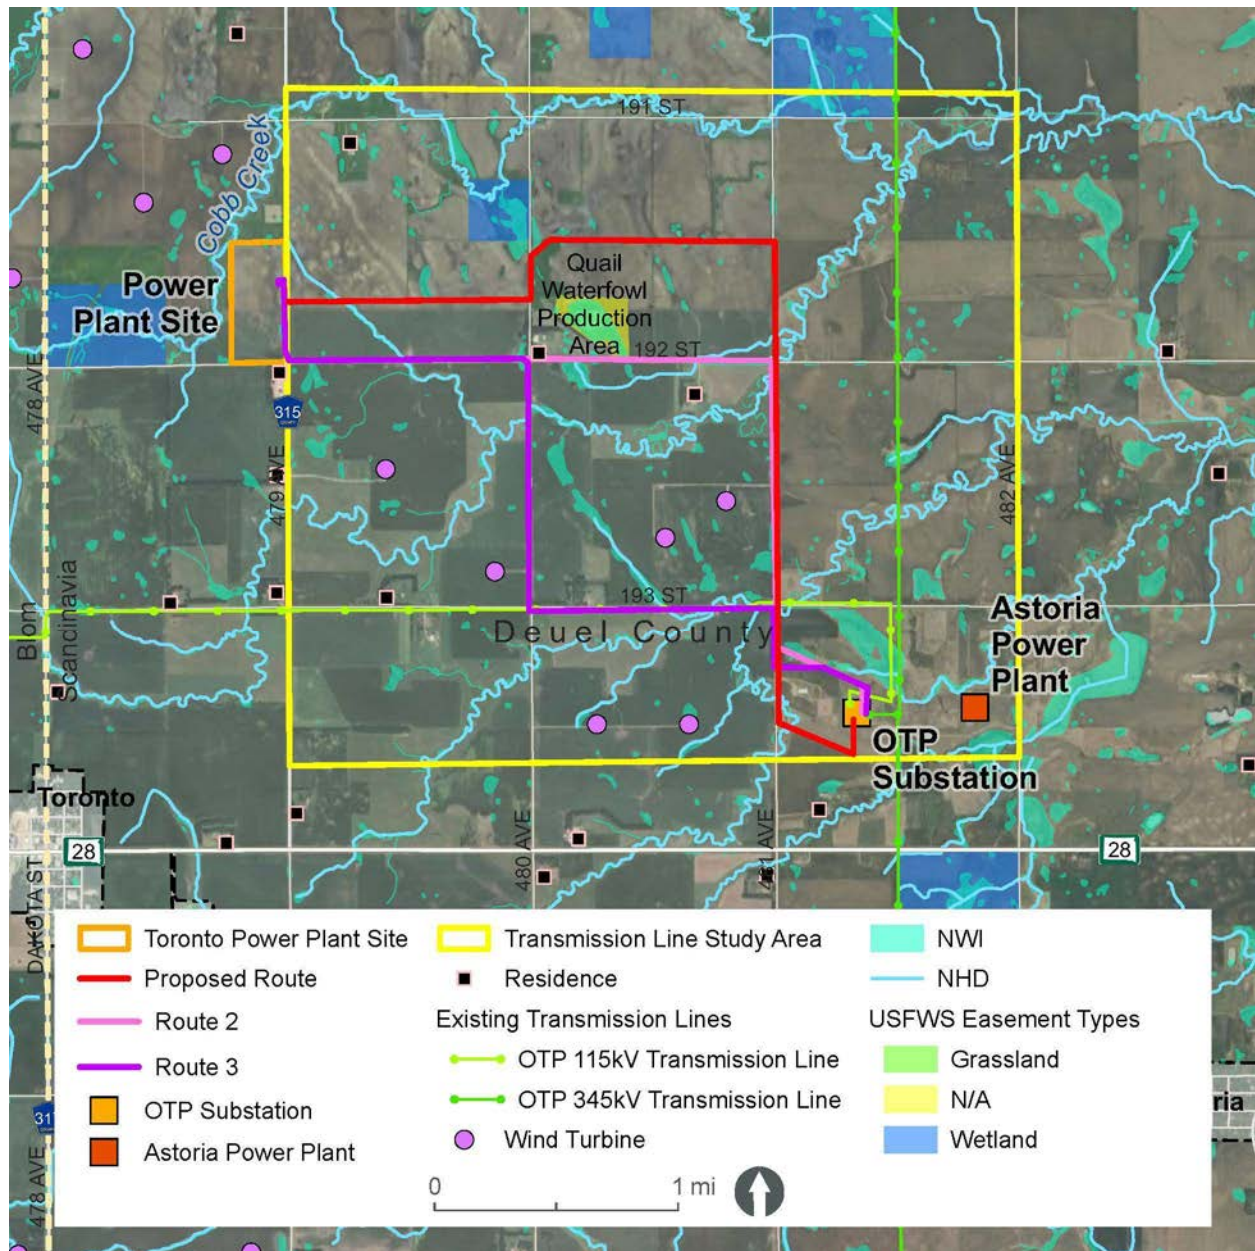 191 ST
Cobb Creek
Power
Plant Site
Quail
Waterfowl
Production
Area
192 ST
478 AVE
315
479 AVE
482 AVE
193 ST
Deuel County
Blom
Scandinavia
Astoria
Power
Plant
OTP
Substation
Toronto
480 AVE
28
28
DAKOTA ST
Toronto Power Plant Site
Proposed Route
Route 2
Route 3
OTP Substation
Astoria Power Plant
Transmission Line Study Area
Residence
Existing Transmission Lines
OTP 115kV Transmission Line
OTP 345kV Transmission Line
Wind Turbine
NWI
NHD
USFWS Easement Types
Grassland
N/A
Wetland
0 1 mi
478 AVE